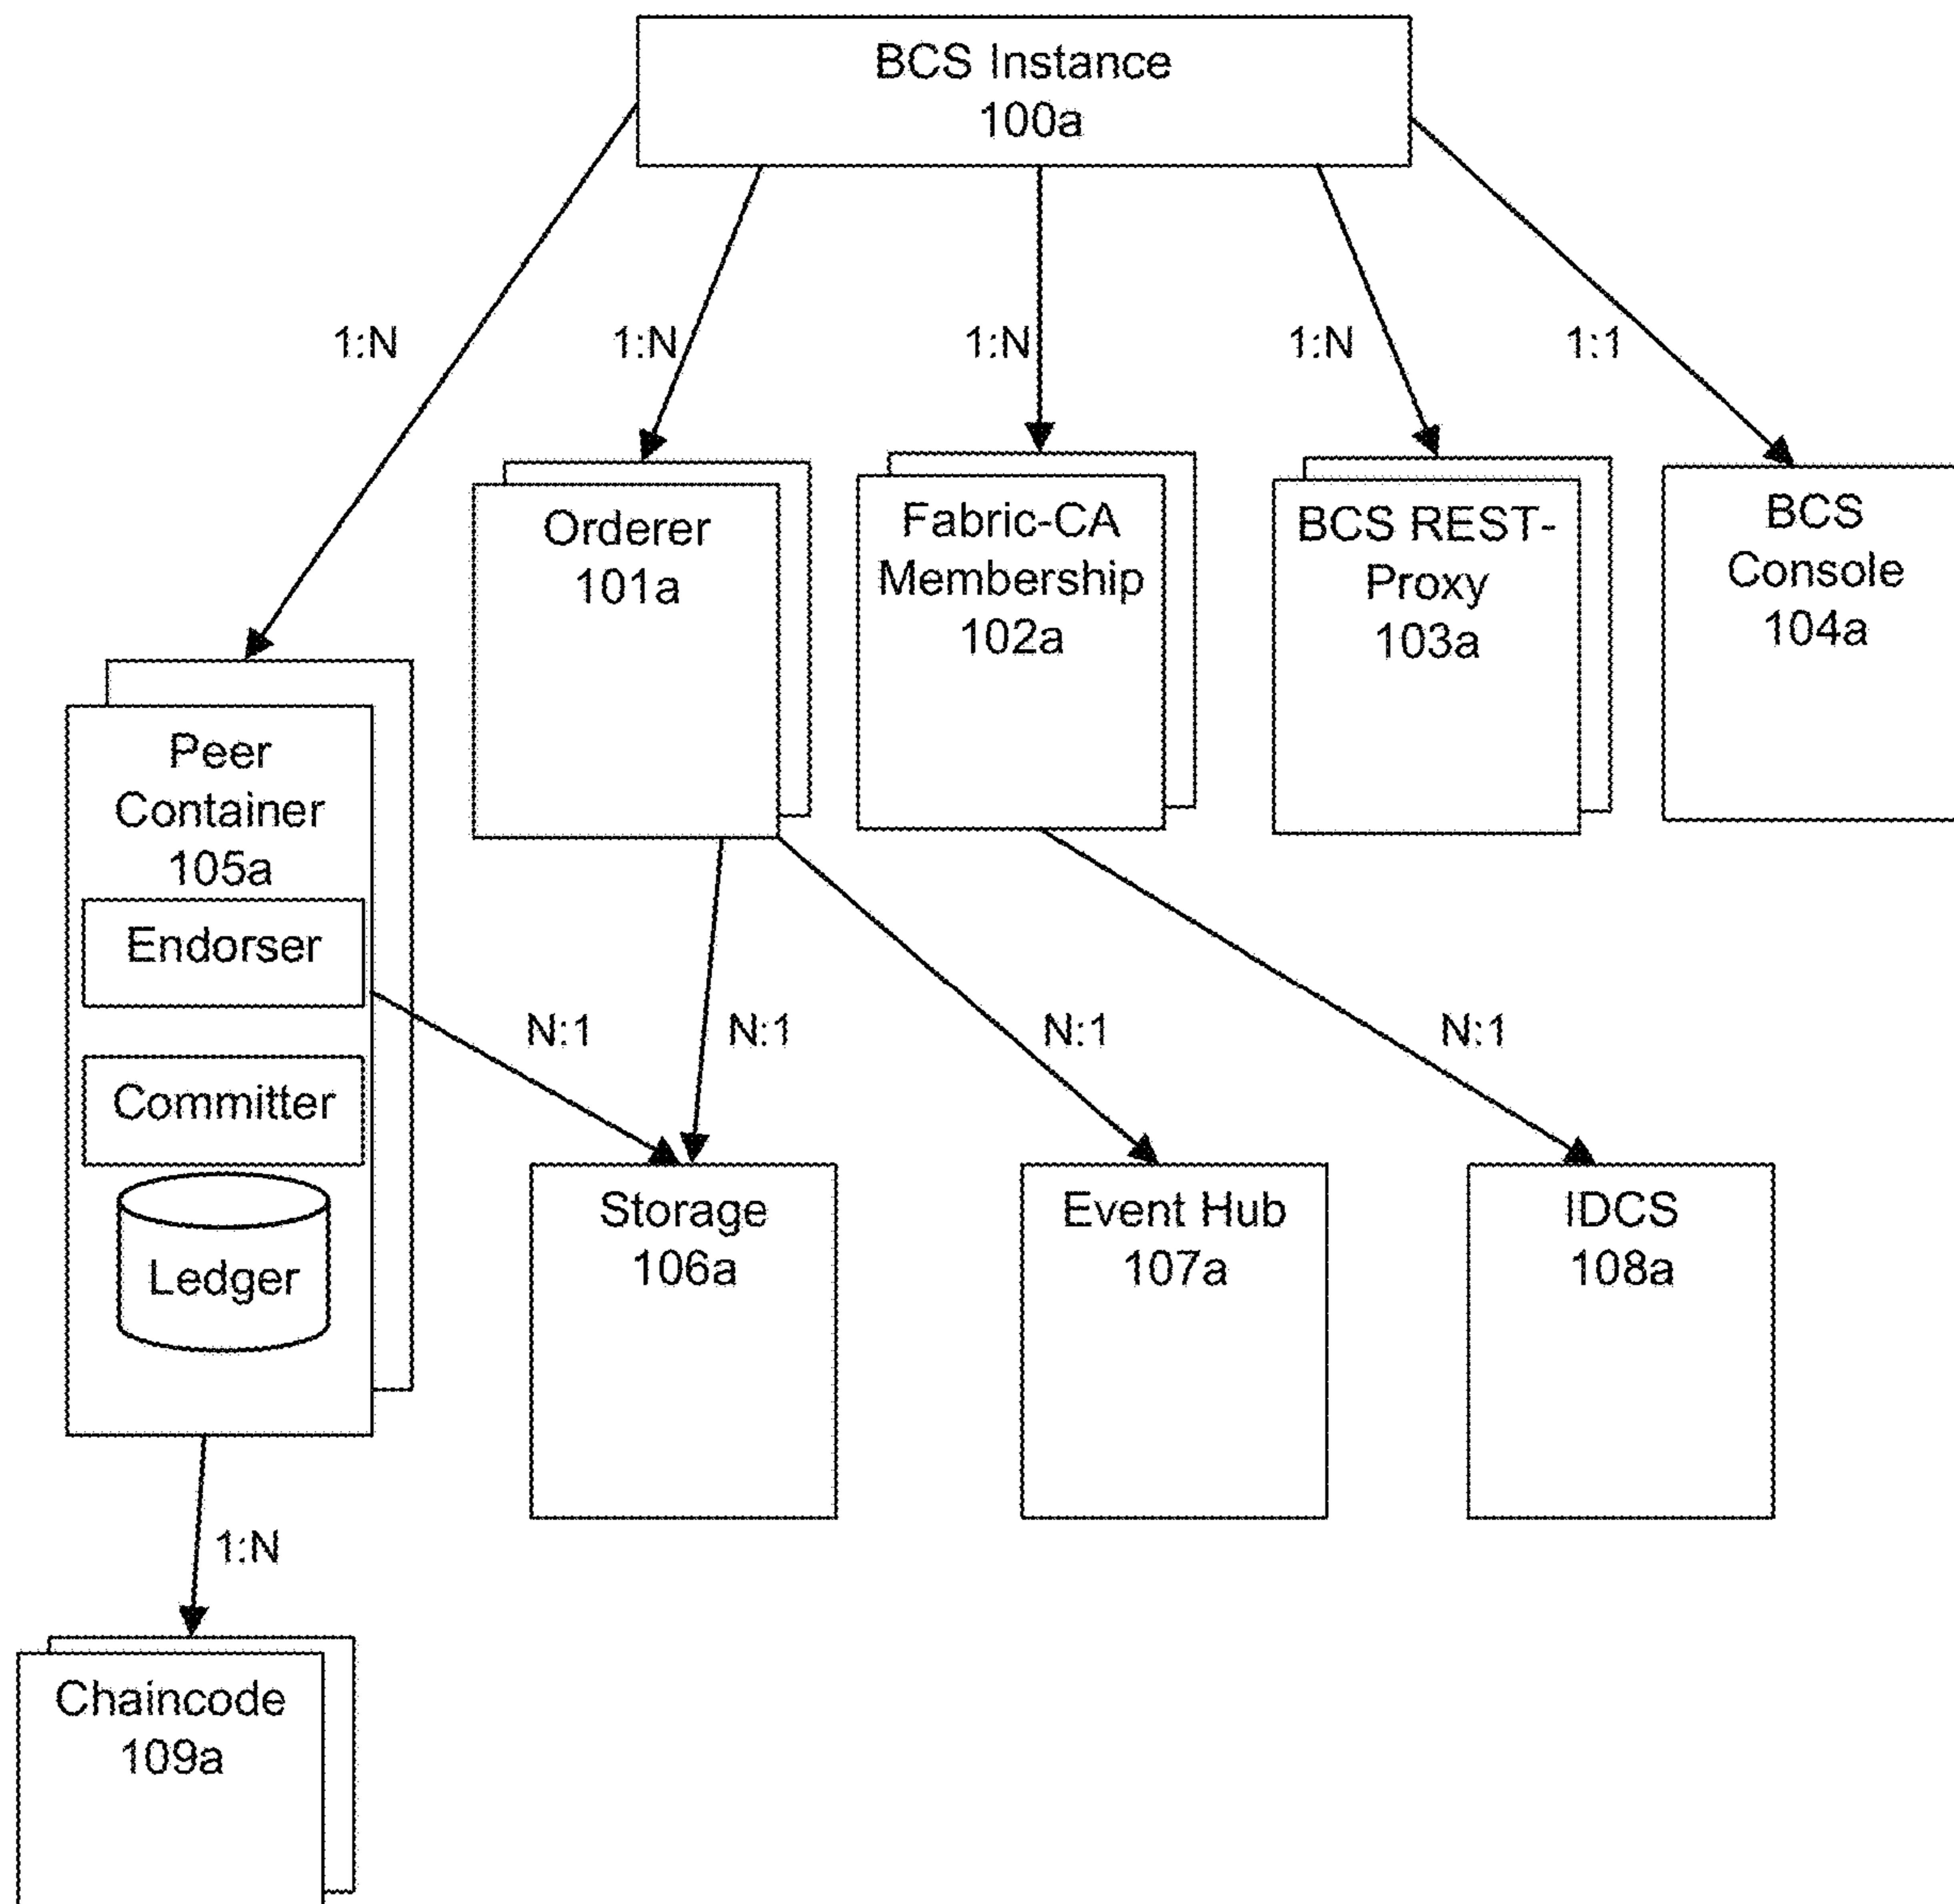 BCS Instance
100a
1:N
1:N
1:N
1:N
1:1
Orderer
101a
Fabric-CA
Membership
102a
BCS REST-
Proxy
103a
BCS
Console
104a
Peer
Container
105a
Endorser
Committer
Ledger
N:1
N:1
N:1
N:1
Storage
106a
Event Hub
107a
IDCS
108a
1:N
Chaincode
109a